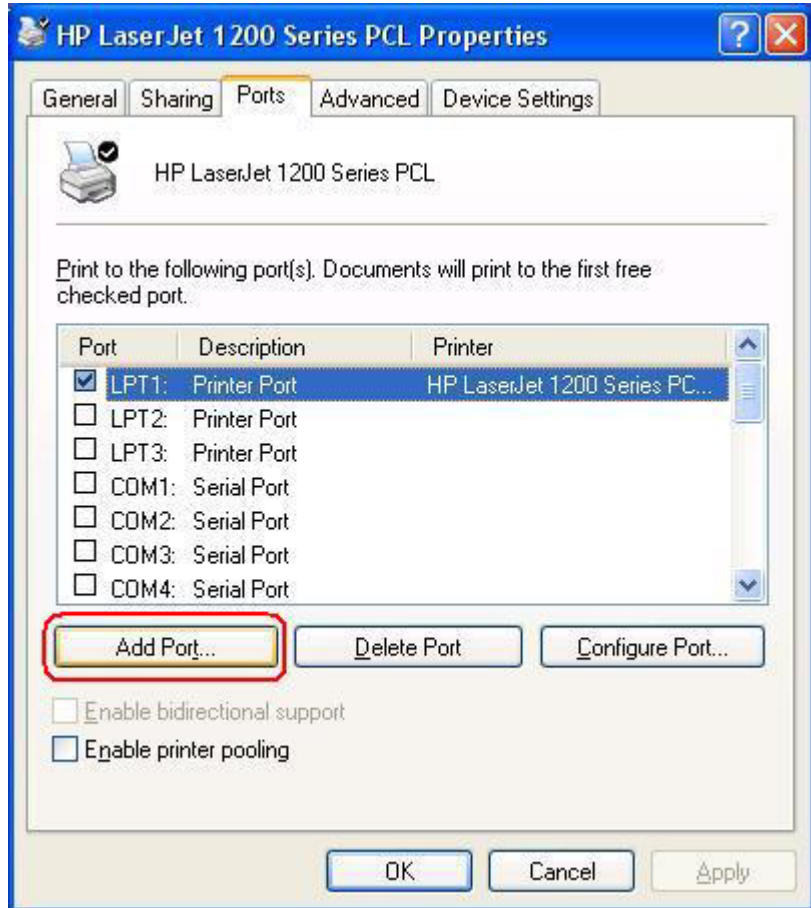 HP LaserJet 1200 Series PCL Properties
General Sharing Ports Advanced Device Settings
HP LaserJet 1200 Series PCL
Print to the following port(s). Documents will print to the first free
checked port.
Port Description Printer
LPT1: Printer Port HP LaserJet 1200 Series PC...
LPT2: Printer Port
LPT3: Printer Port
COM1: Serial Port
COM2: Serial Port
COM3: Serial Port
COM4: Serial Port
Add Port... Delete Port Configure Port...
Enable bidirectional support
Enable printer pooling
OK Cancel Apply